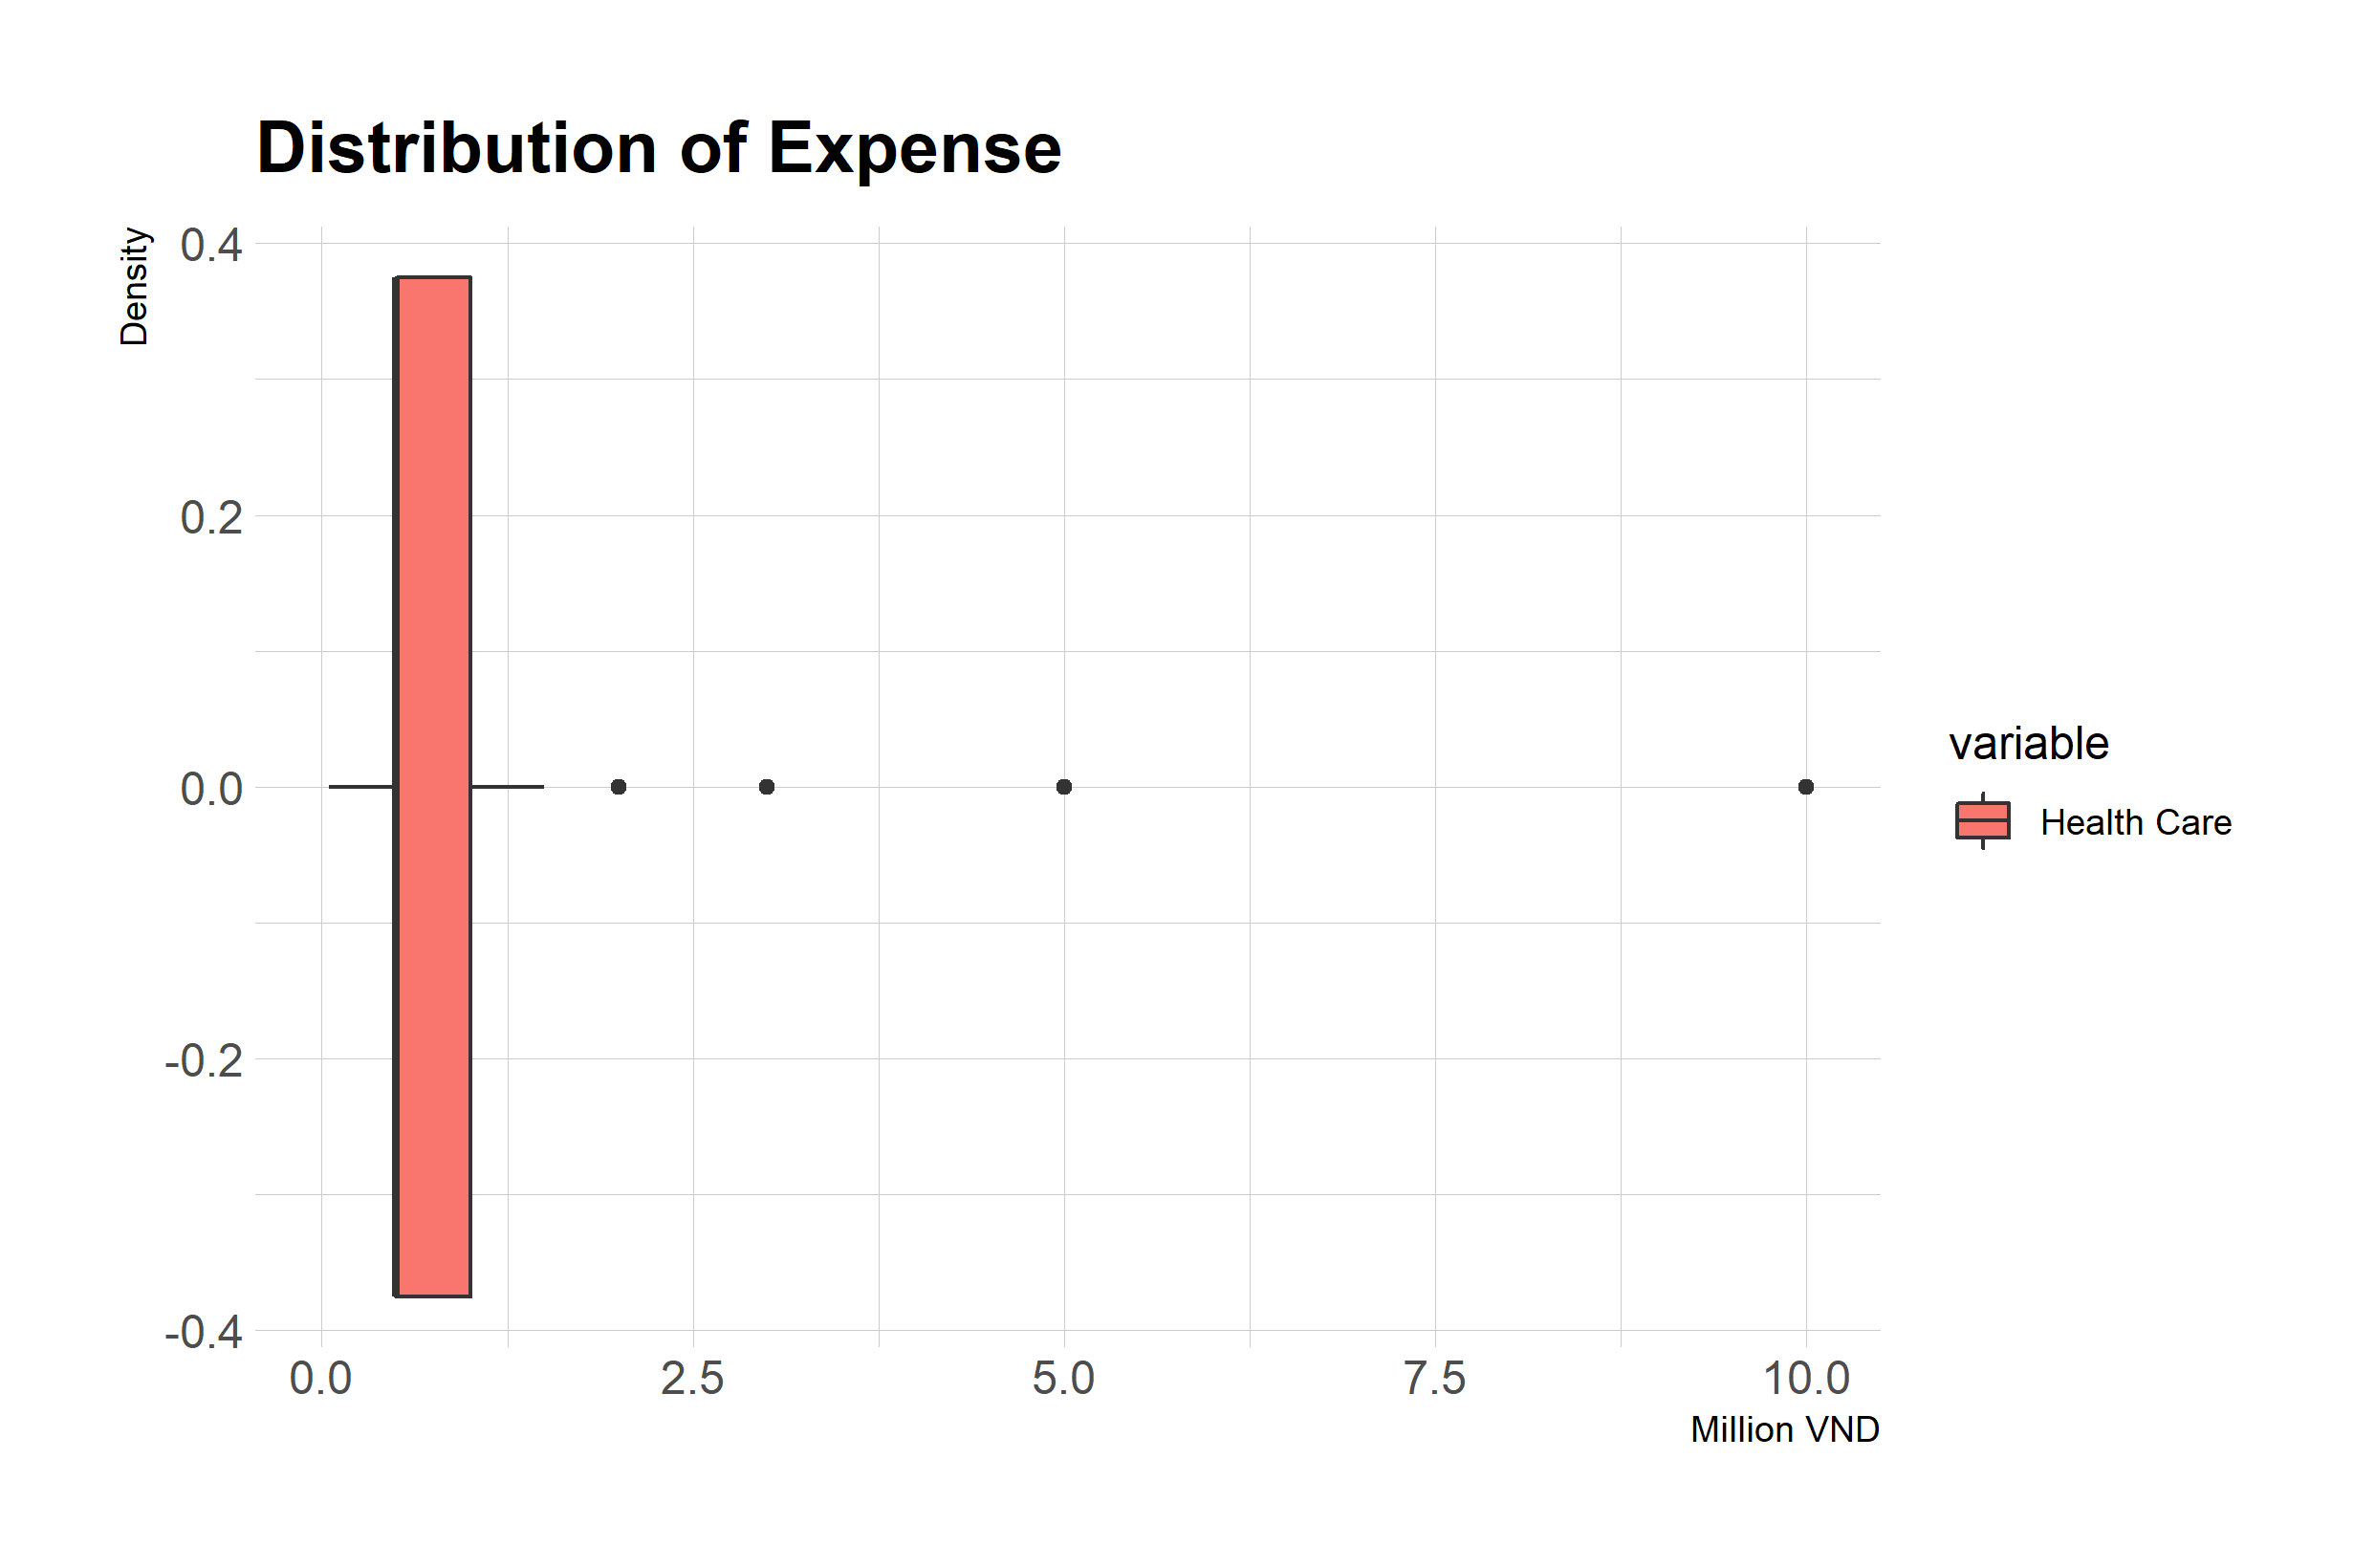 Distribution of Expense
Density
0.4
0.2
0.0
-0.2
-0.4
0.0 2.5 5.0 7.5 10.0
Million VND
variable
Health Care